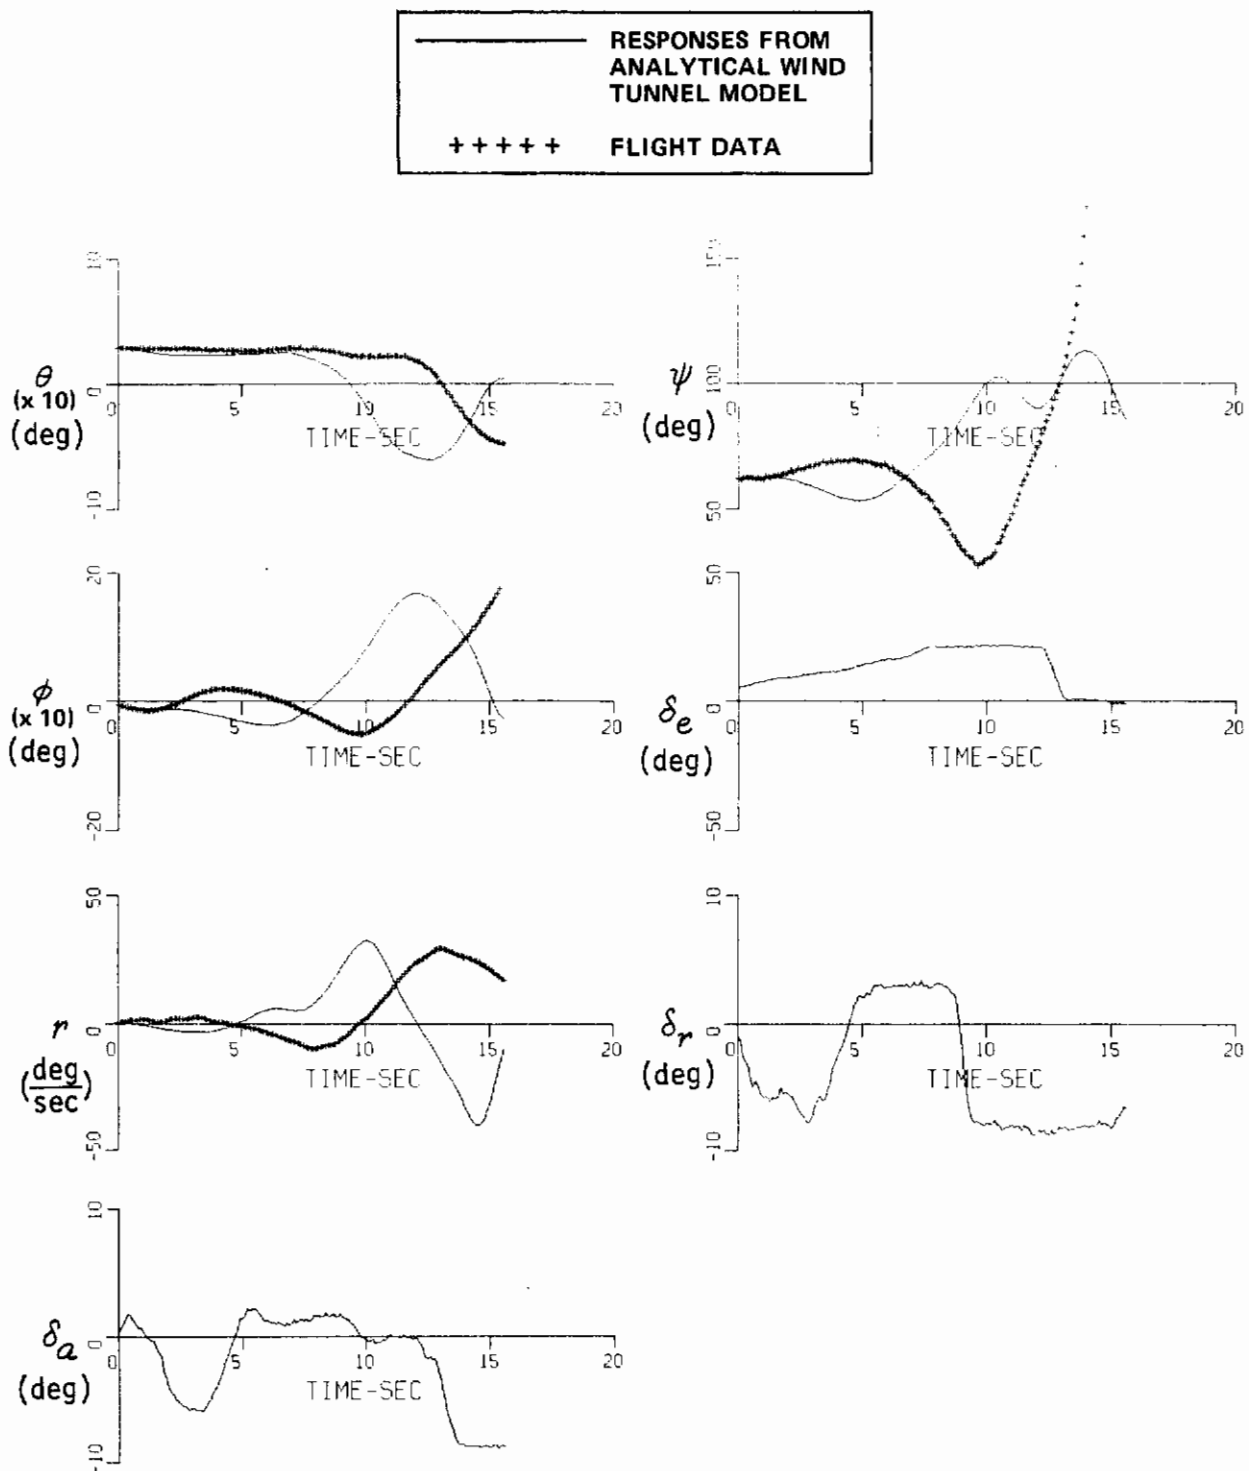 RESPONSES FROM
ANALYTICAL WIND
TUNNEL MODEL
+ + + + + FLIGHT DATA
10
θ
(x 10)
(deg)
0
0 5 10 15 20
TIME-SEC
-10
150
ψ
(deg)
100
0 5 10 15 20
TIME-SEC
50
20
ϕ
(x 10)
(deg)
0
0 5 10 15 20
TIME-SEC
-20
50
δe
(deg)
0
0 5 10 15 20
TIME-SEC
-50
50
r
(deg/sec)
0
0 5 10 15 20
TIME-SEC
-50
10
δr
(deg)
0
0 5 10 15 20
TIME-SEC
-10
10
δa
(deg)
0
0 5 10 15 20
TIME-SEC
-10